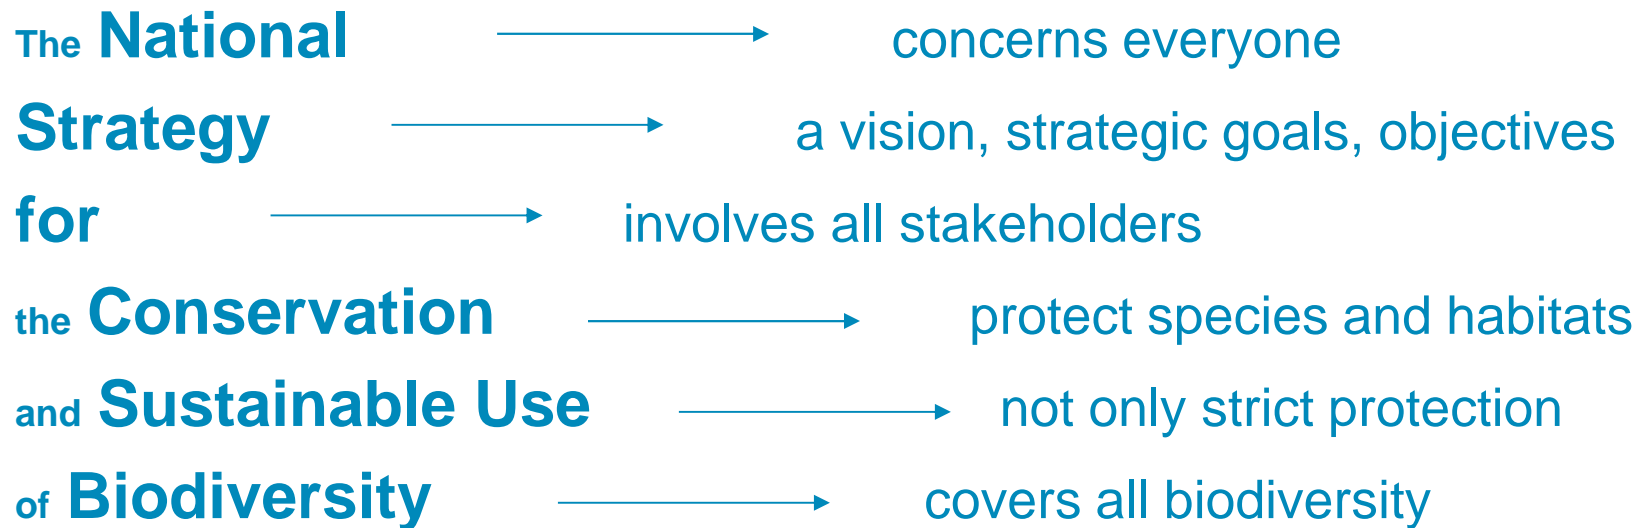 The National concerns everyone
Strategy a vision, strategic goals, objectives
for involves all stakeholders
the Conservation protect species and habitats
and Sustainable Use not only strict protection
of Biodiversity covers all biodiversity